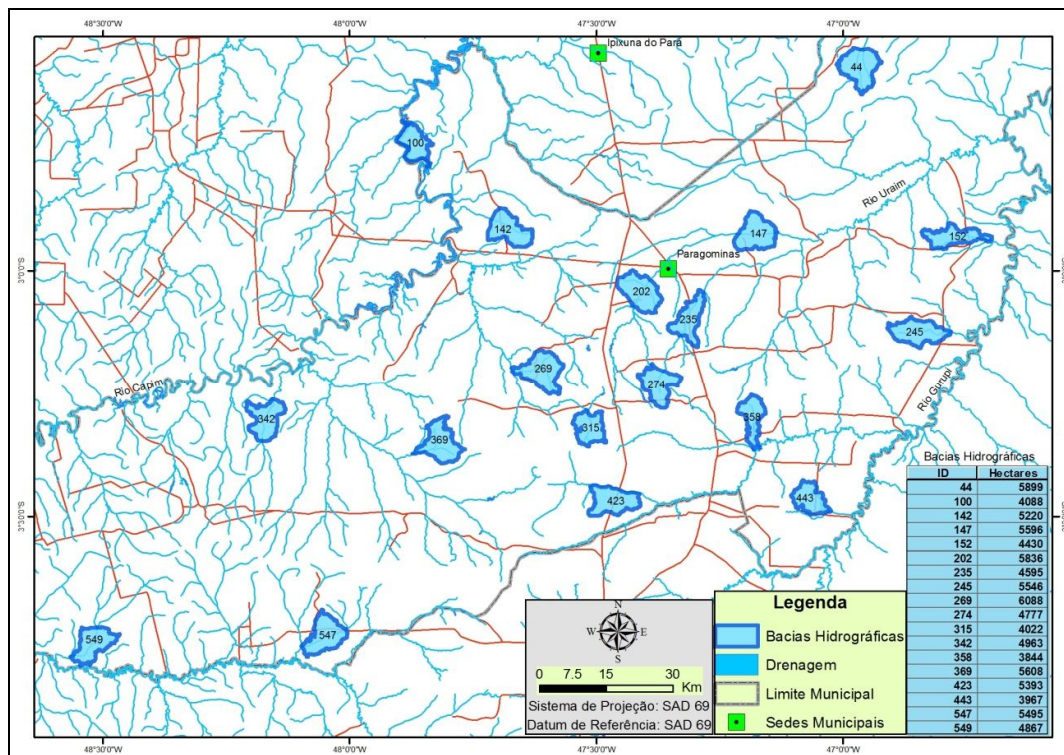 48°30'0"W 48°0'0"W 47°30'0"W 47°0'0"W
Ipixuna do Pará
44
100
Rio Uraim
142
147
152
Paragominas
3°0'0"S
202
235
245
269
274
Rio Capim
Rio Gurupi
342
315
358
369
423
443
3°30'0"S
549
547
Bacias Hidrográficas
ID Hectares
44 5899
100 4088
142 5220
147 5596
152 4430
202 5836
235 4595
245 5546
269 6088
274 4777
315 4022
342 4963
358 3844
369 5608
423 5393
443 3967
547 5495
549 4867
N
W E
S
0 7.5 15 30
Km
Sistema de Projeção: SAD 69
Datum de Referência: SAD 69
Legenda
Bacias Hidrográficas
Drenagem
Limite Municipal
Sedes Municipais
48°30'0"W 48°0'0"W 47°30'0"W 47°0'0"W